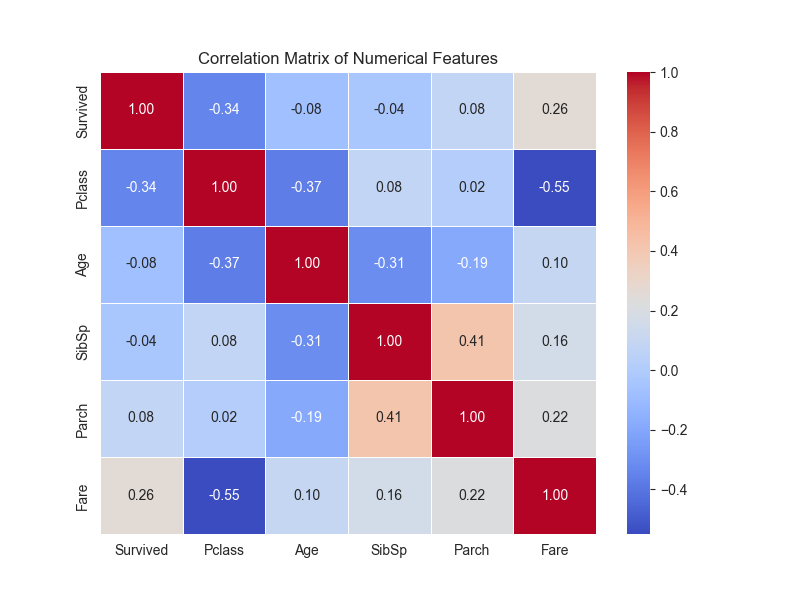 Correlation Matrix of Numerical Features
Survived 1.00 -0.34 -0.08 -0.04 0.08 0.26
Pclass -0.34 1.00 -0.37 0.08 0.02 -0.55
Age -0.08 -0.37 1.00 -0.31 -0.19 0.10
SibSp -0.04 0.08 -0.31 1.00 0.41 0.16
Parch 0.08 0.02 -0.19 0.41 1.00 0.22
Fare 0.26 -0.55 0.10 0.16 0.22 1.00
Survived Pclass Age SibSp Parch Fare
1.0
0.8
0.6
0.4
0.2
0.0
−0.2
−0.4